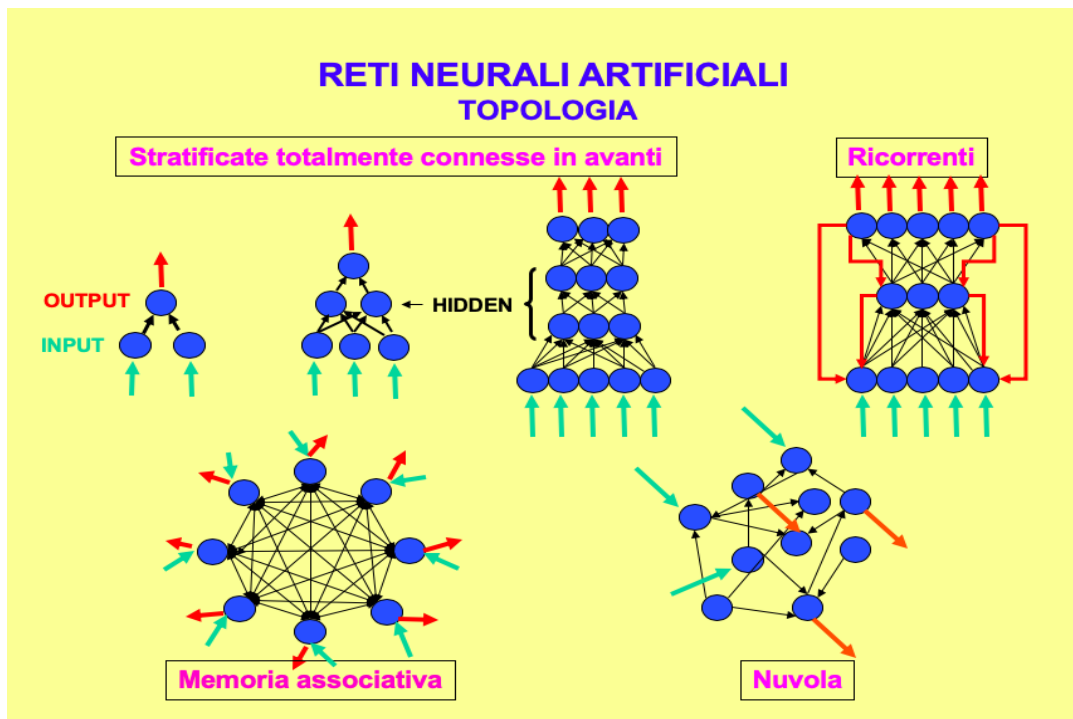 RETI NEURALI ARTIFICIALI
TOPOLOGIA
Stratificate totalmente connesse in avanti
Ricorrenti
OUTPUT
HIDDEN
INPUT
Memoria associativa
Nuvola